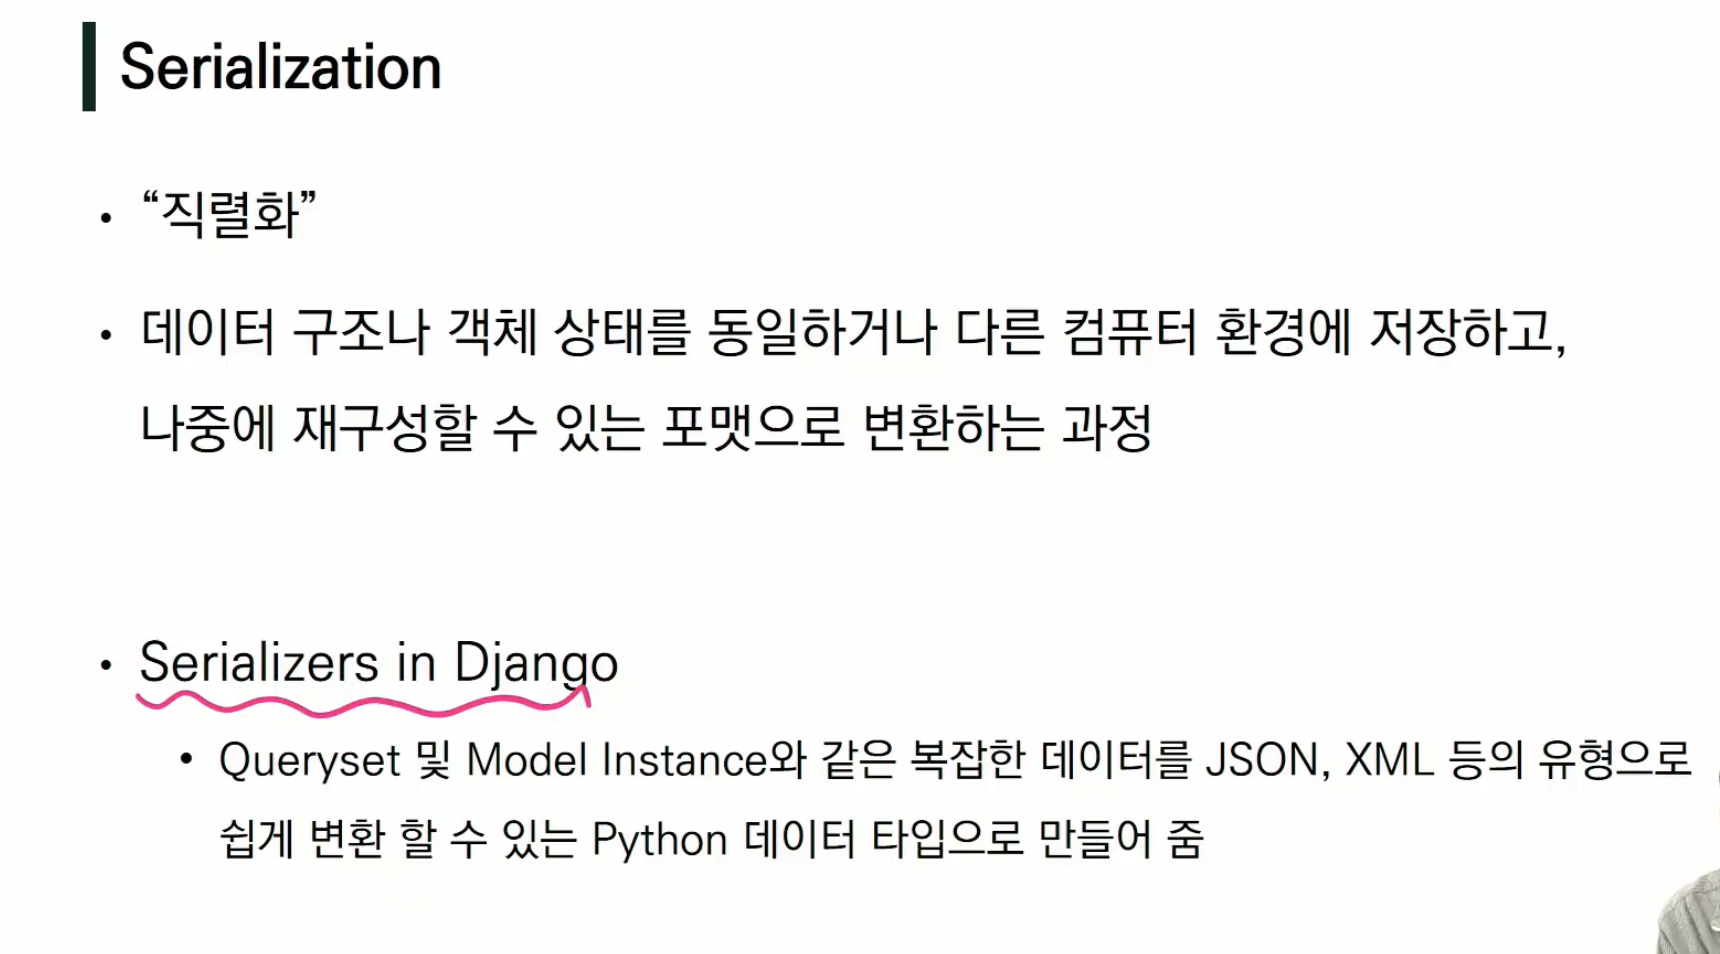 Serialization
• “직렬화”
• 데이터 구조나 객체 상태를 동일하거나 다른 컴퓨터 환경에 저장하고,
나중에 재구성할 수 있는 포맷으로 변환하는 과정
• Serializers in Django
• Queryset 및 Model Instance와 같은 복잡한 데이터를 JSON, XML 등의 유형으로
쉽게 변환 할 수 있는 Python 데이터 타입으로 만들어 줌